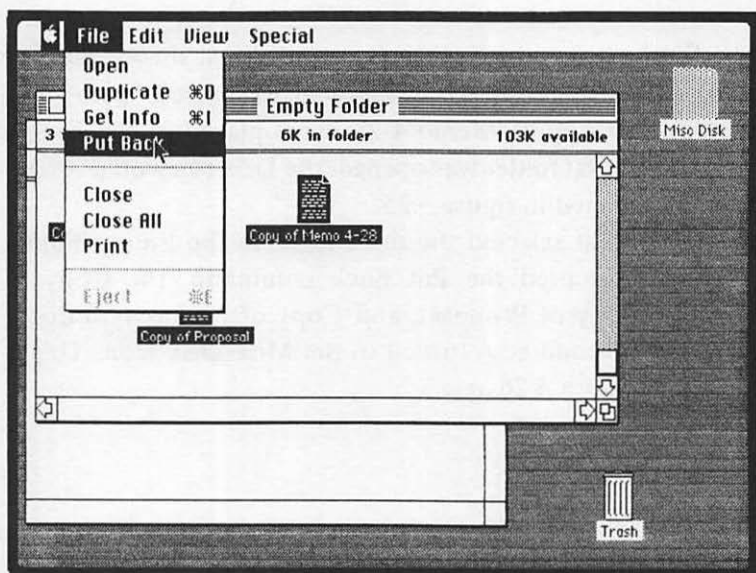 File Edit View Special
Open
Duplicate ⌘D
Get Info ⌘I
Put Back
Close
Close All
Print
Eject ⌘E
Empty Folder
3
6K in folder
103K available
Misc Disk
Copy of Memo 4-28
Copy of Proposal
Trash